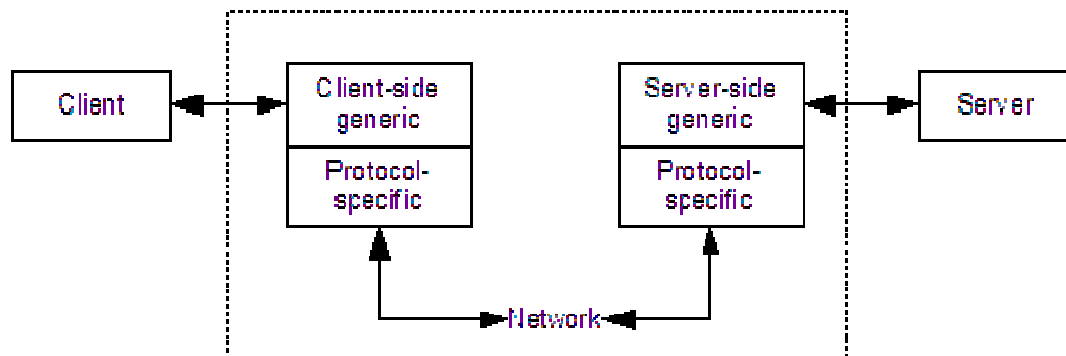 Client
Client-side
generic
Protocol-
specific
Server-side
generic
Protocol-
specific
Server
Network